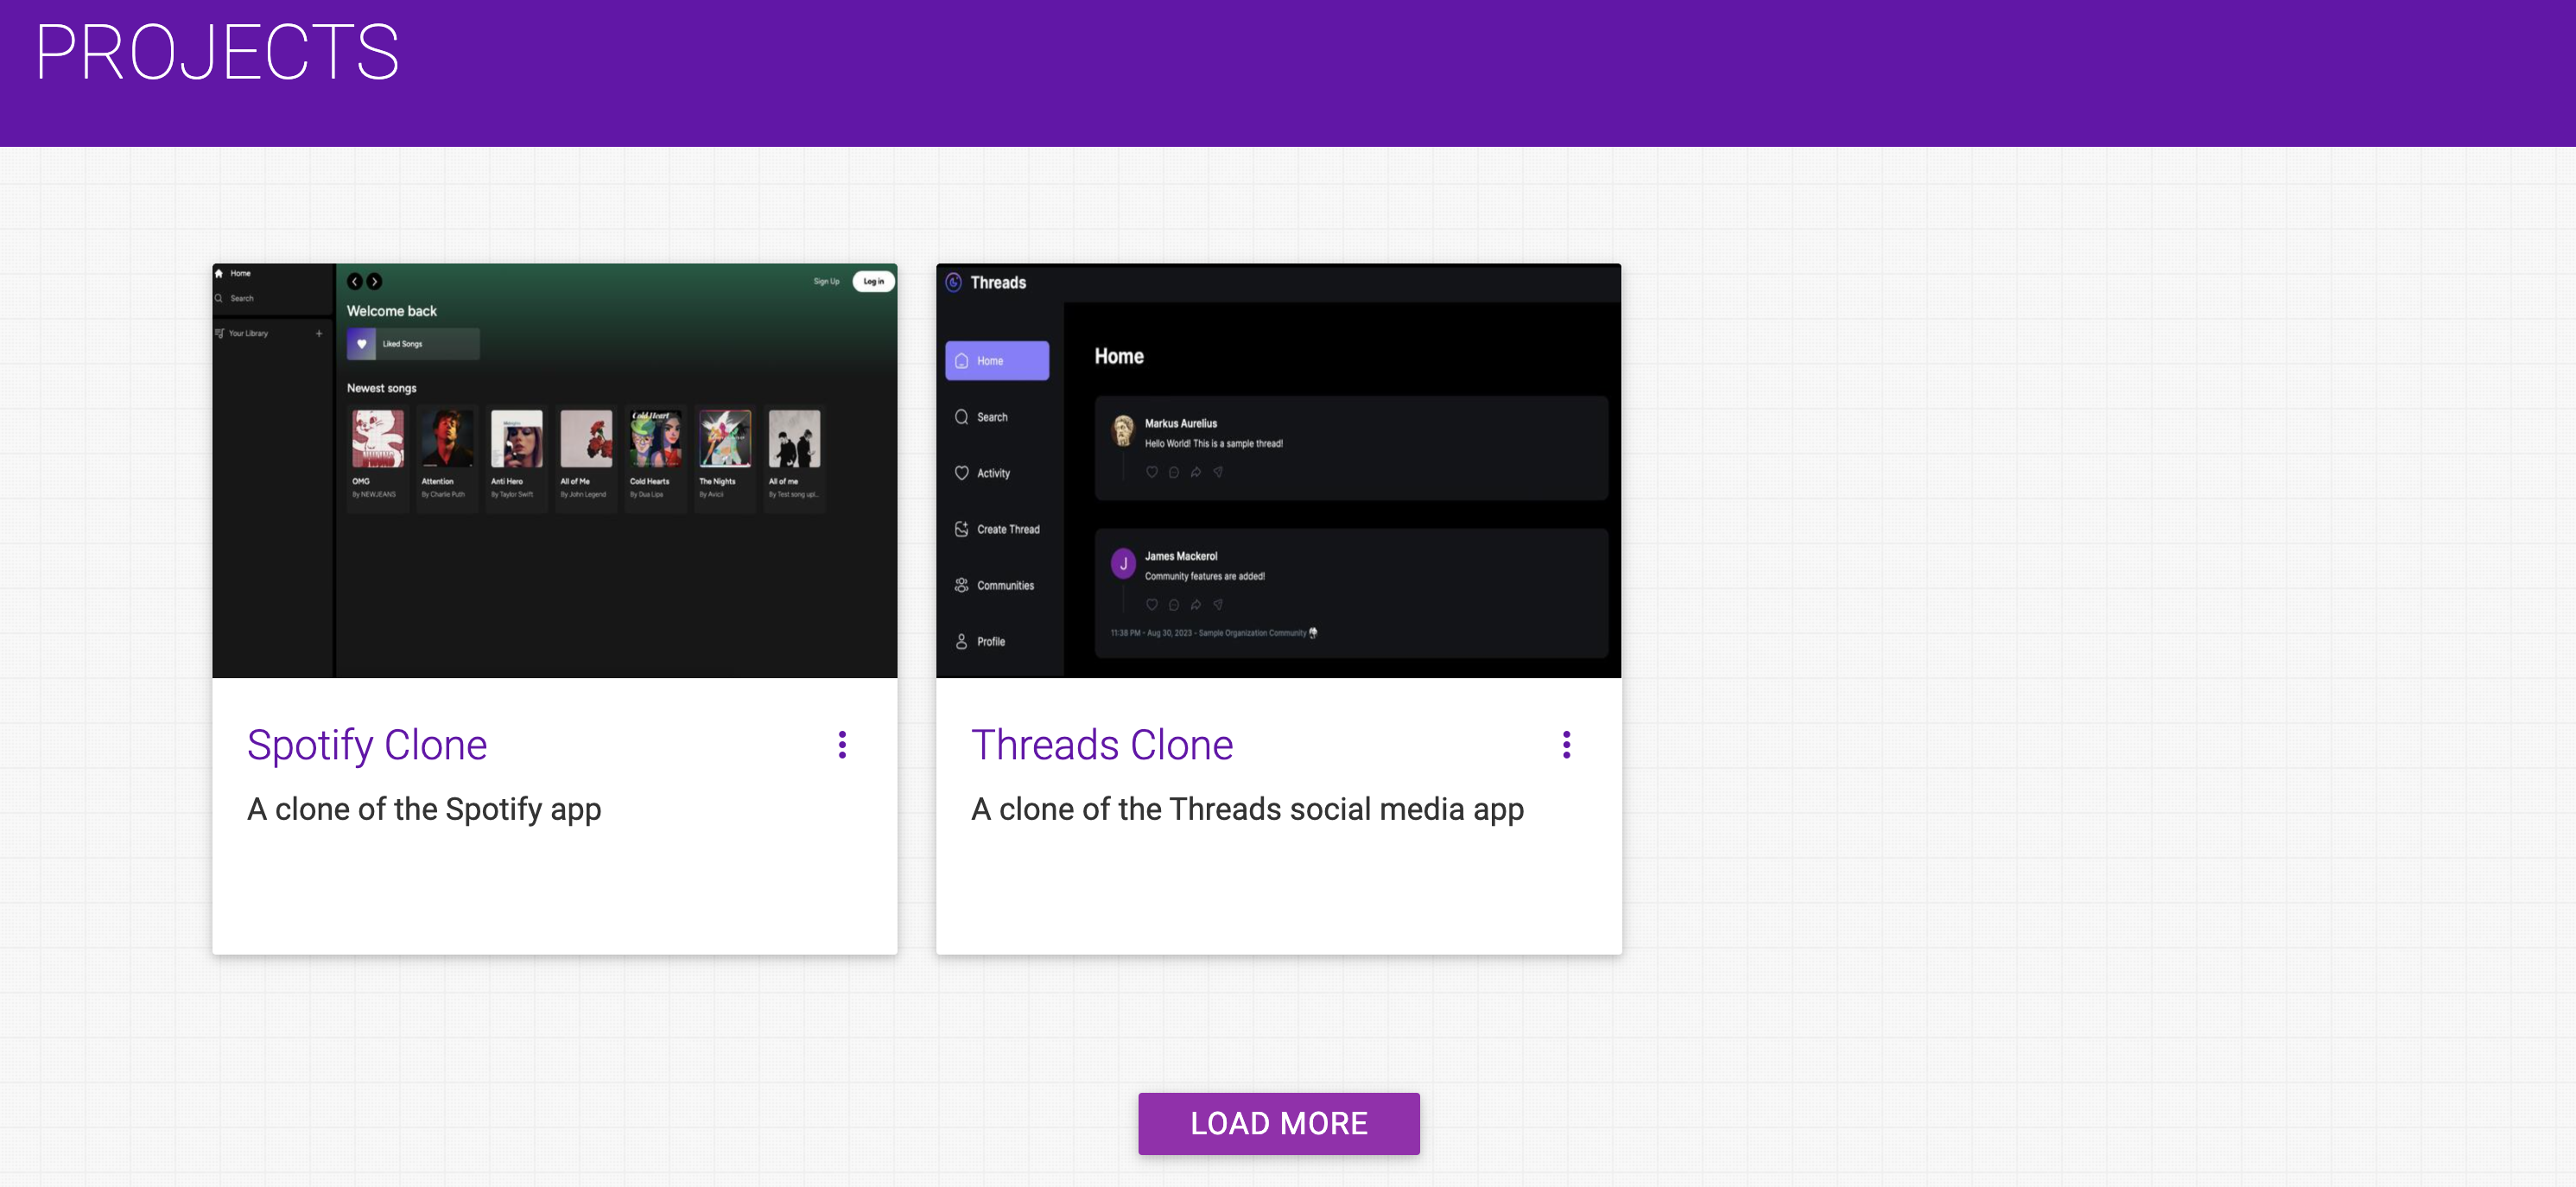 PROJECTS
Home
Search
Your Library +
Sign Up Log in
Welcome back
Liked Songs
Newest songs
OMG Attention Anti Hero All of Me Cold Hearts The Nights All of me
By NEWJEANS By Charlie Puth By Taylor Swift By John Legend By Dua Lipa By Avicii By Test song upl...
Threads
Home
Search
Activity
Create Thread
Communities
Profile
Home
Markus Aurelius
Hello World! This is a sample thread!
J
James Mackerol
Community features are added!
11:38 PM - Aug 30, 2023 - Sample Organization Community
Spotify Clone
A clone of the Spotify app
Threads Clone
A clone of the Threads social media app
LOAD MORE